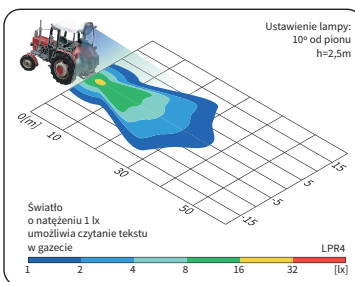 Ustawienie lampy:
10º od pionu
h=2,5m
0[m]
10
30
50
-15
-5
5
15
Światło
o natężeniu 1 lx
umożliwia czytanie tekstu
w gazecie
LPR4
1 2 4 8 16 32 [lx]